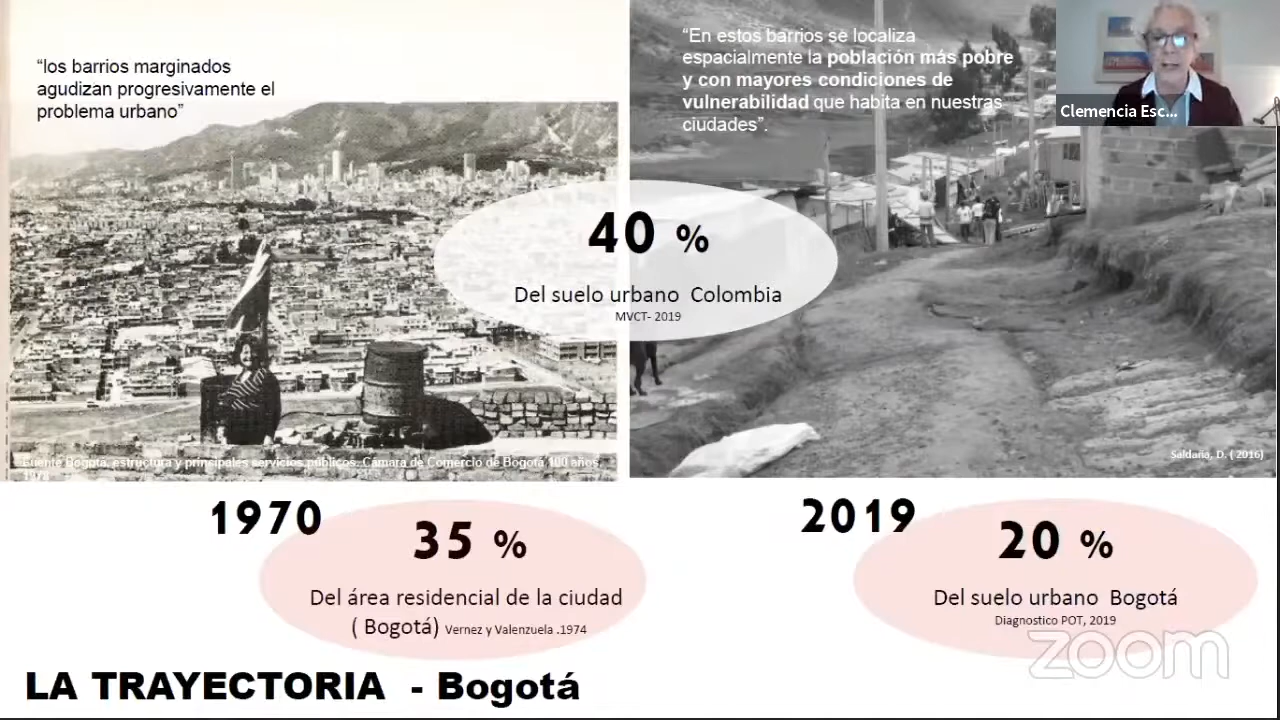 “los barrios marginados
agudizan progresivamente el
problema urbano”
“En estos barrios se localiza
espacialmente la población más pobre
y con mayores condiciones de
vulnerabilidad que habita en nuestras
ciudades”.
Clemencia Esc...
40 %
Del suelo urbano Colombia
MVCT- 2019
Fuente Bogotá, estructura y principales servicios públicos. Cámara de Comercio de Bogotá 100 años,
1978
Saldaña, D. ( 2016)
1970
35 %
Del área residencial de la ciudad
( Bogotá) Vernez y Valenzuela .1974
2019
20 %
Del suelo urbano Bogotá
Diagnostico POT, 2019
zoom
LA TRAYECTORIA - Bogotá